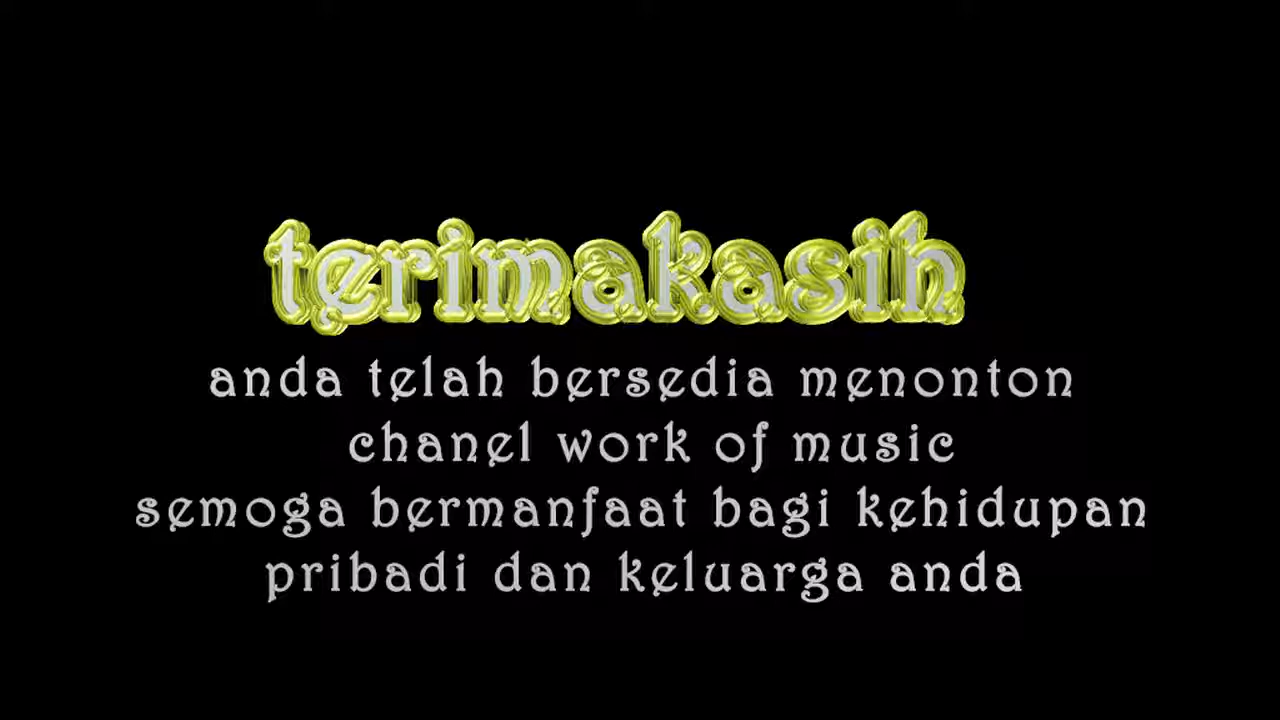 terimakasih
anda telah bersedia menonton
chanel work of music
semoga bermanfaat bagi kehidupan
pribadi dan keluarga anda